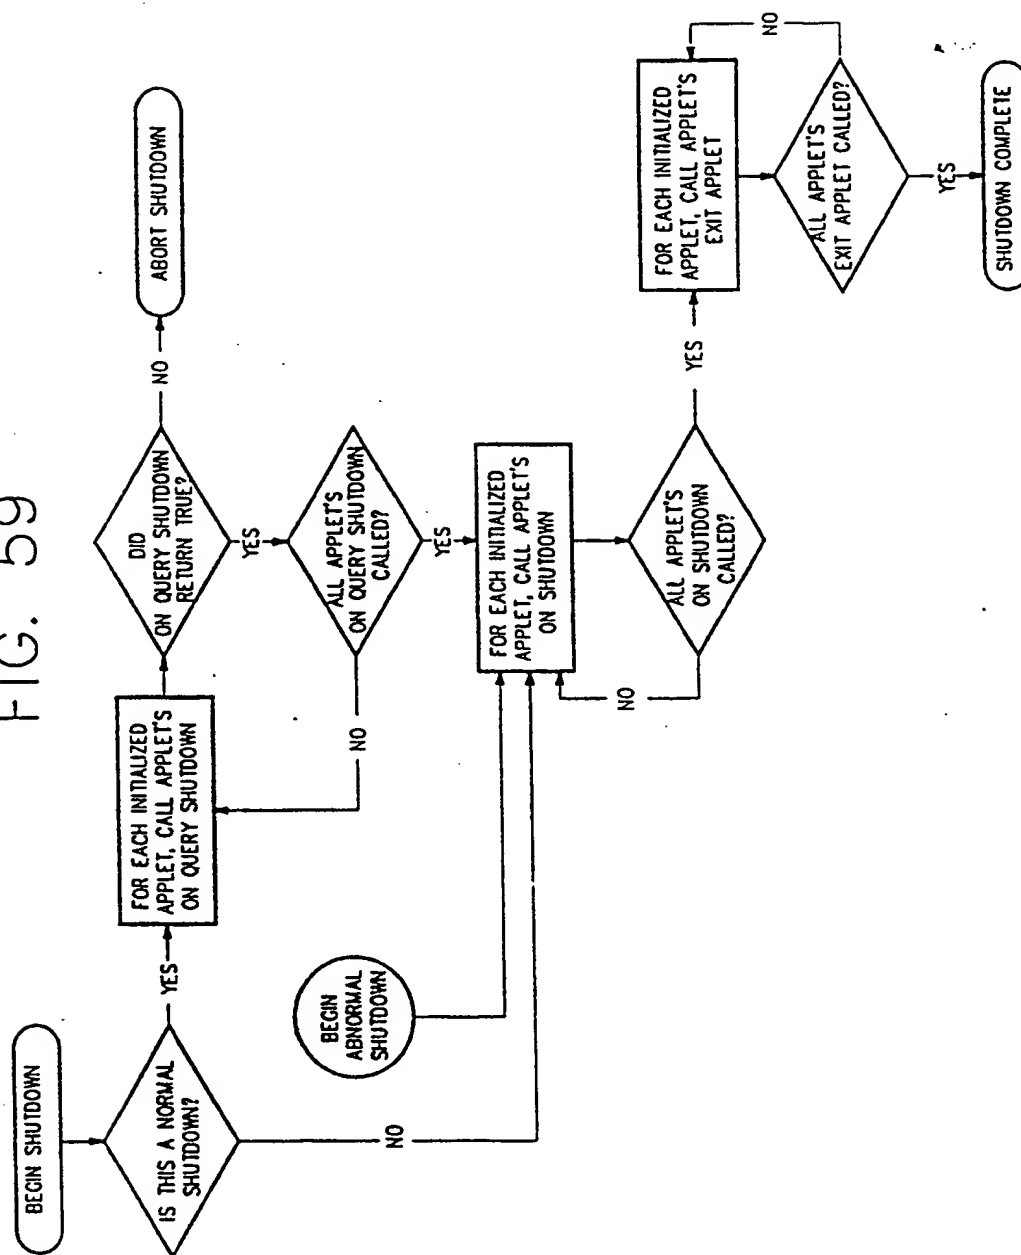 FIG. 59
BEGIN SHUTDOWN
IS THIS A NORMAL
SHUTDOWN?
YES
NO
FOR EACH INITIALIZED
APPLET, CALL APPLET'S
ON QUERY SHUTDOWN
DID
ON QUERY SHUTDOWN
RETURN TRUE?
NO
ABORT SHUTDOWN
YES
ALL APPLET'S
ON QUERY SHUTDOWN
CALLED?
NO
YES
BEGIN
ABNORMAL
SHUTDOWN
FOR EACH INITIALIZED
APPLET, CALL APPLET'S
ON SHUTDOWN
ALL APPLET'S
ON SHUTDOWN
CALLED?
NO
YES
FOR EACH INITIALIZED
APPLET, CALL APPLET'S
EXIT APPLET
ALL APPLET'S
EXIT APPLET CALLED?
NO
YES
SHUTDOWN COMPLETE